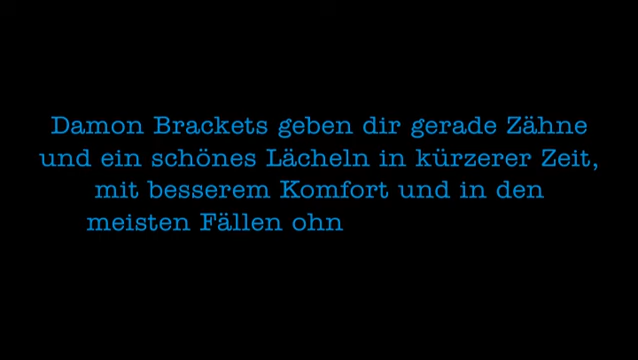 Damon Brackets geben dir gerade Zähne
und ein schönes Lächeln in kürzerer Zeit,
mit besserem Komfort und in den
meisten Fällen ohn